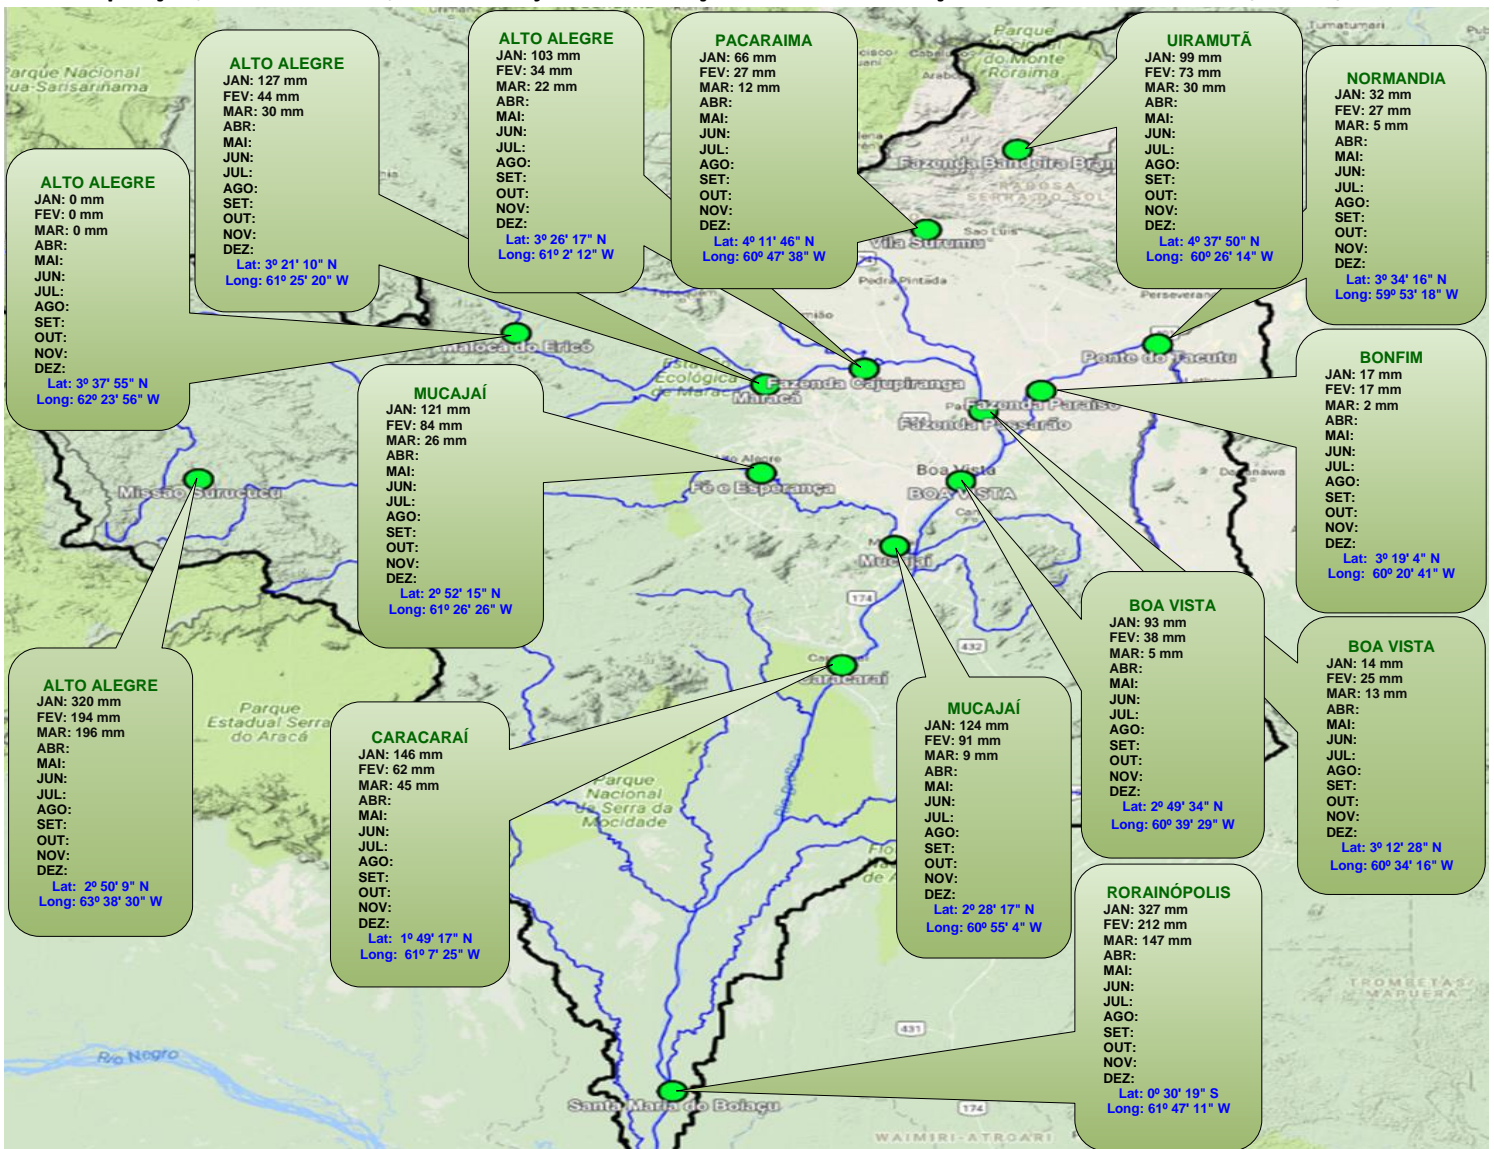 ALTO ALEGRE
JAN: 0 mm
FEV: 0 mm
MAR: 0 mm
ABR:
MAI:
JUN:
JUL:
AGO:
SET:
OUT:
NOV:
DEZ:
Lat: 3º 37' 55" N
Long: 62º 23' 56" W
ALTO ALEGRE
JAN: 127 mm
FEV: 44 mm
MAR: 30 mm
ABR:
MAI:
JUN:
JUL:
AGO:
SET:
OUT:
NOV:
DEZ:
Lat: 3º 21' 10" N
Long: 61º 25' 20" W
ALTO ALEGRE
JAN: 103 mm
FEV: 34 mm
MAR: 22 mm
ABR:
MAI:
JUN:
JUL:
AGO:
SET:
OUT:
NOV:
DEZ:
Lat: 3º 26' 17" N
Long: 61º 2' 12" W
PACARAIMA
JAN: 66 mm
FEV: 27 mm
MAR: 12 mm
ABR:
MAI:
JUN:
JUL:
AGO:
SET:
OUT:
NOV:
DEZ:
Lat: 4º 11' 46" N
Long: 60º 47' 38" W
UIRAMUTÃ
JAN: 99 mm
FEV: 73 mm
MAR: 30 mm
ABR:
MAI:
JUN:
JUL:
AGO:
SET:
OUT:
NOV:
DEZ:
Lat: 4º 37' 50" N
Long: 60º 26' 14" W
NORMANDIA
JAN: 32 mm
FEV: 27 mm
MAR: 5 mm
ABR:
MAI:
JUN:
JUL:
AGO:
SET:
OUT:
NOV:
DEZ:
Lat: 3º 34' 16" N
Long: 59º 53' 18" W
MUCAJAÍ
JAN: 121 mm
FEV: 84 mm
MAR: 26 mm
ABR:
MAI:
JUN:
JUL:
AGO:
SET:
OUT:
NOV:
DEZ:
Lat: 2º 52' 15" N
Long: 61º 26' 26" W
BONFIM
JAN: 17 mm
FEV: 17 mm
MAR: 2 mm
ABR:
MAI:
JUN:
JUL:
AGO:
SET:
OUT:
NOV:
DEZ:
Lat: 3º 19' 4" N
Long: 60º 20' 41" W
ALTO ALEGRE
JAN: 320 mm
FEV: 194 mm
MAR: 196 mm
ABR:
MAI:
JUN:
JUL:
AGO:
SET:
OUT:
NOV:
DEZ:
Lat: 2º 50' 9" N
Long: 63º 38' 30" W
CARACARAÍ
JAN: 146 mm
FEV: 62 mm
MAR: 45 mm
ABR:
MAI:
JUN:
JUL:
AGO:
SET:
OUT:
NOV:
DEZ:
Lat: 1º 49' 17" N
Long: 61º 7' 25" W
MUCAJAÍ
JAN: 124 mm
FEV: 91 mm
MAR: 9 mm
ABR:
MAI:
JUN:
JUL:
AGO:
SET:
OUT:
NOV:
DEZ:
Lat: 2º 28' 17" N
Long: 60º 55' 4" W
BOA VISTA
JAN: 93 mm
FEV: 38 mm
MAR: 5 mm
ABR:
MAI:
JUN:
JUL:
AGO:
SET:
OUT:
NOV:
DEZ:
Lat: 2º 49' 34" N
Long: 60º 39' 29" W
BOA VISTA
JAN: 14 mm
FEV: 25 mm
MAR: 13 mm
ABR:
MAI:
JUN:
JUL:
AGO:
SET:
OUT:
NOV:
DEZ:
Lat: 3º 12' 28" N
Long: 60º 34' 16" W
RORAINÓPOLIS
JAN: 327 mm
FEV: 212 mm
MAR: 147 mm
ABR:
MAI:
JUN:
JUL:
AGO:
SET:
OUT:
NOV:
DEZ:
Lat: 0º 30' 19" S
Long: 61º 47' 11" W
Parque Nacional
Parque
do Monte
Roraima
Tumatumari
Fazenda Bandeira Bran
RAPOSA
SERRA DO SOL
Vila Surumu
Sao Luis
Pedra Pintada
Ponte do Tacutu
Maloca do Ericó
Ecológica
Maracá
Fazenda Cajupiranga
Fazenda Paraíso
Fazenda Passarão
Missão Surucucu
Fé e Esperança
Boa Vista
BOA VISTA
Mucajaí
174
432
Caracaraí
Parque
Estadual Serra
do Aracá
Parque
Nacional
da Serra da
Mocidade
Rio Branco
Rio Negro
TROMBETAS/
MAPUERA
431
Santa Maria do Boiaçu
174
WAIMIRI-ATROARI